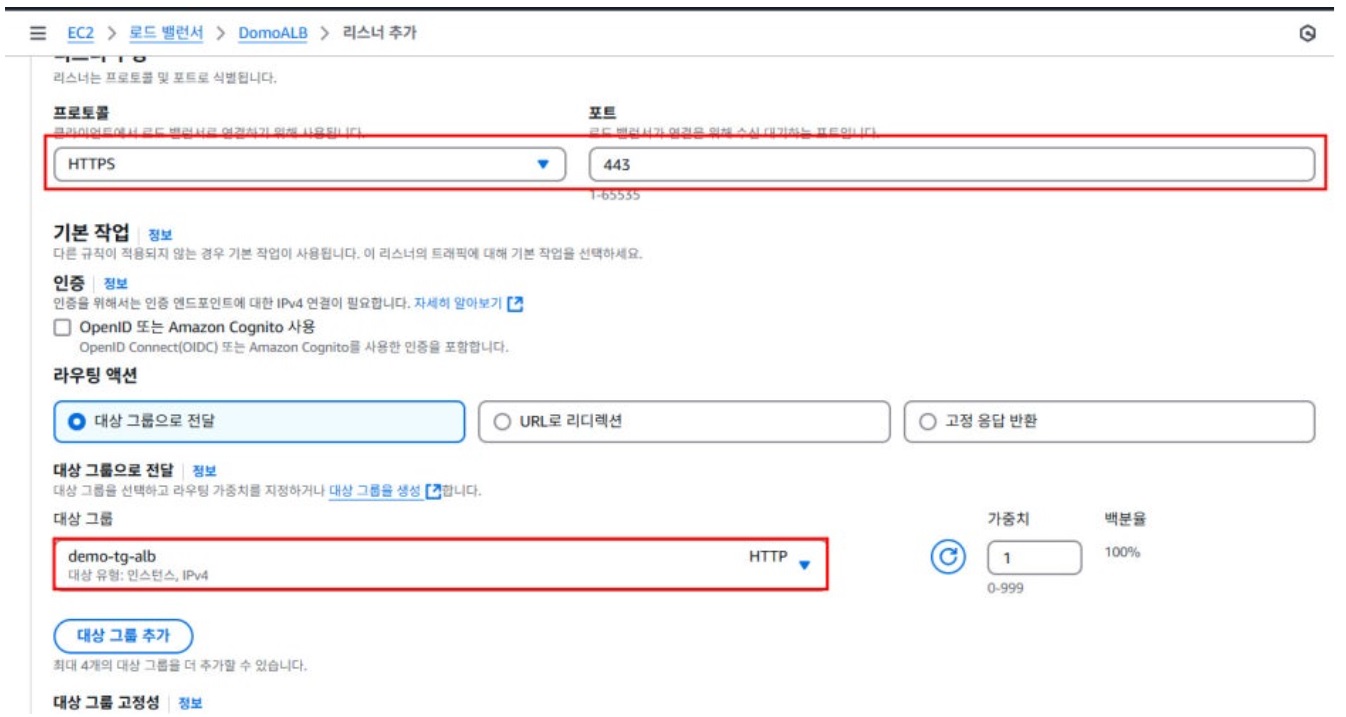 EC2 > 로드 밸런서 > DomoALB > 리스너 추가
리스너는 프로토콜 및 포트로 식별됩니다.
프로토콜
클라이언트에서 로드 밸런서로 연결하기 위해 사용됩니다.
HTTPS
포트
로드 밸런서가 연결을 위해 수신 대기하는 포트입니다.
443
1-65535
기본 작업 | 정보
다른 규칙이 적용되지 않는 경우 기본 작업이 사용됩니다. 이 리스너의 트래픽에 대해 기본 작업을 선택하세요.
인증 | 정보
인증을 위해서는 인증 엔드포인트에 대한 IPv4 연결이 필요합니다. 자세히 알아보기
OpenID 또는 Amazon Cognito 사용
OpenID Connect(OIDC) 또는 Amazon Cognito를 사용한 인증을 포함합니다.
라우팅 액션
대상 그룹으로 전달
URL로 리디렉션
고정 응답 반환
대상 그룹으로 전달 | 정보
대상 그룹을 선택하고 라우팅 가중치를 지정하거나 대상 그룹을 생성 합니다.
대상 그룹
demo-tg-alb
대상 유형: 인스턴스, IPv4
HTTP
가중치
1
0-999
백분율
100%
대상 그룹 추가
최대 4개의 대상 그룹을 더 추가할 수 있습니다.
대상 그룹 고정성 | 정보